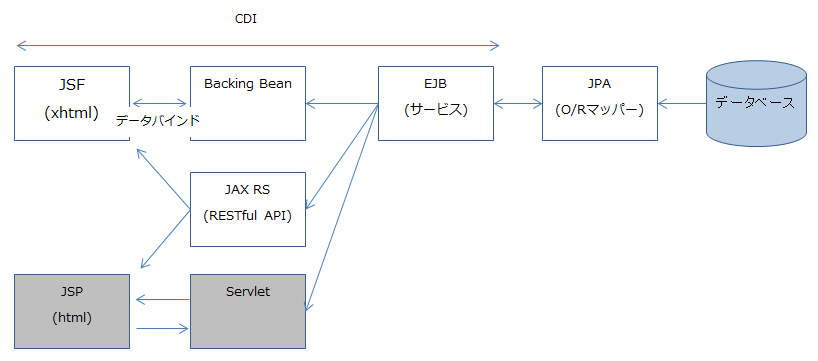 CDI
JSF
(xhtml)
データバインド
Backing Bean
EJB
(サービス)
JPA
(O/Rマッパー)
データベース
JAX RS
(RESTful API)
JSP
(html)
Servlet